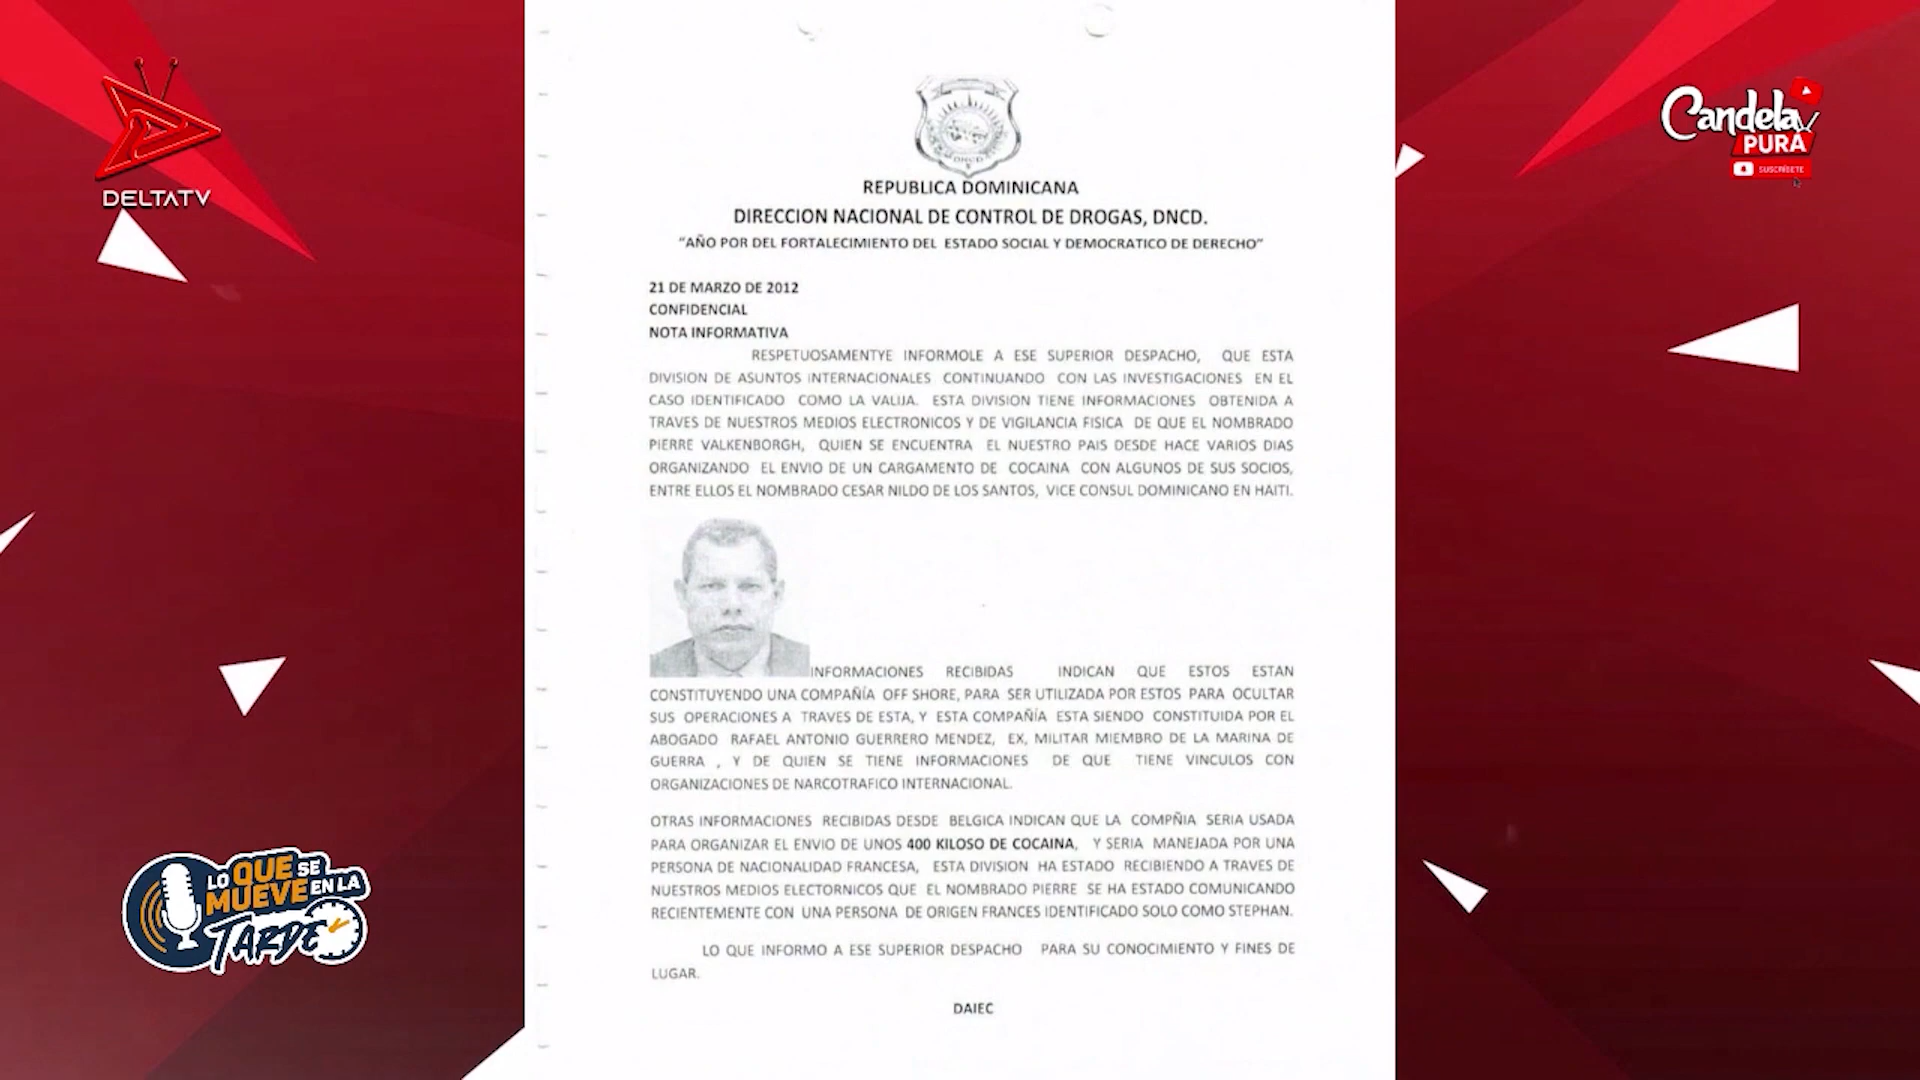 DELTATV
Candela
PURA
SUSCRÍBETE
DNCD
REPUBLICA DOMINICANA
DIRECCION NACIONAL DE CONTROL DE DROGAS, DNCD.
“AÑO POR DEL FORTALECIMIENTO DEL ESTADO SOCIAL Y DEMOCRATICO DE DERECHO”
21 DE MARZO DE 2012
CONFIDENCIAL
NOTA INFORMATIVA
RESPETUOSAMENTYE INFORMOLE A ESE SUPERIOR DESPACHO, QUE ESTA
DIVISION DE ASUNTOS INTERNACIONALES CONTINUANDO CON LAS INVESTIGACIONES EN EL
CASO IDENTIFICADO COMO LA VALIJA. ESTA DIVISION TIENE INFORMACIONES OBTENIDA A
TRAVES DE NUESTROS MEDIOS ELECTRONICOS Y DE VIGILANCIA FISICA DE QUE EL NOMBRADO
PIERRE VALKENBORGH, QUIEN SE ENCUENTRA EL NUESTRO PAIS DESDE HACE VARIOS DIAS
ORGANIZANDO EL ENVIO DE UN CARGAMENTO DE COCAINA CON ALGUNOS DE SUS SOCIOS,
ENTRE ELLOS EL NOMBRADO CESAR NILDO DE LOS SANTOS, VICE CONSUL DOMINICANO EN HAITI.
INFORMACIONES RECIBIDAS INDICAN QUE ESTOS ESTAN
CONSTITUYENDO UNA COMPAÑÍA OFF SHORE, PARA SER UTILIZADA POR ESTOS PARA OCULTAR
SUS OPERACIONES A TRAVES DE ESTA, Y ESTA COMPAÑÍA ESTA SIENDO CONSTITUIDA POR EL
ABOGADO RAFAEL ANTONIO GUERRERO MENDEZ, EX, MILITAR MIEMBRO DE LA MARINA DE
GUERRA , Y DE QUIEN SE TIENE INFORMACIONES DE QUE TIENE VINCULOS CON
ORGANIZACIONES DE NARCOTRAFICO INTERNACIONAL.
OTRAS INFORMACIONES RECIBIDAS DESDE BELGICA INDICAN QUE LA COMPÑIA SERIA USADA
PARA ORGANIZAR EL ENVIO DE UNOS 400 KILOSO DE COCAINA, Y SERIA MANEJADA POR UNA
PERSONA DE NACIONALIDAD FRANCESA, ESTA DIVISION HA ESTADO RECIBIENDO A TRAVES DE
NUESTROS MEDIOS ELECTORNICOS QUE EL NOMBRADO PIERRE SE HA ESTADO COMUNICANDO
RECIENTEMENTE CON UNA PERSONA DE ORIGEN FRANCES IDENTIFICADO SOLO COMO STEPHAN.
LO QUE INFORMO A ESE SUPERIOR DESPACHO PARA SU CONOCIMIENTO Y FINES DE
LUGAR.
DAIEC
LO QUE SE
MUEVE EN LA
TARDE